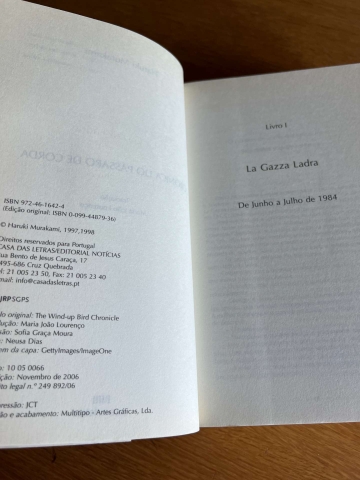 ISBN 972-46-1642-4
(Edição original: ISBN 0-099-44879-36)
© Haruki Murakami, 1997,1998
Direitos reservados para Portugal
CASA DAS LETRAS/EDITORIAL NOTÍCIAS
Rua Bento de Jesus Caraça, 17
495-686 Cruz Quebrada
21 005 23 50, Fax: 21 005 23 40
info@casadasletras.pt
SGPS
original: The Wind-up Bird Chronicle
Maria João Lourenço
Sofia Graça Moura
Neusa Dias
da capa: GettyImages/ImageOne
10 05 0066
Novembro de 2006
legal n.º 249 892/06
JCT
e acabamento: Multitipo - Artes Gráficas, Lda.
Livro I
La Gazza Ladra
De Junho a Julho de 1984